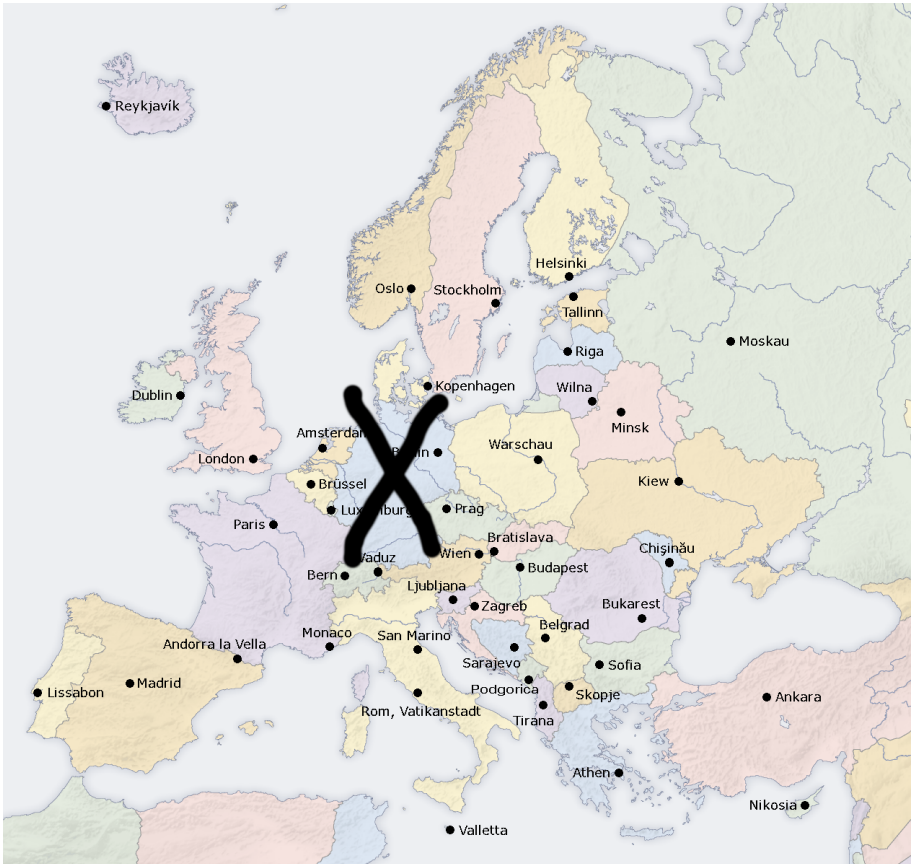 Reykjavík
Helsinki
Oslo
Stockholm
Tallinn
Moskau
Riga
Kopenhagen
Wilna
Dublin
Minsk
Amsterdam
Warschau
London
Brüssel
Kiew
Luxemburg
Prag
Paris
Bratislava
Wien
Chișinău
Vaduz
Bern
Budapest
Ljubljana
Zagreb
Bukarest
Belgrad
Monaco
San Marino
Andorra la Vella
Sarajevo
Sofia
Madrid
Lissabon
Podgorica
Skopje
Ankara
Rom, Vatikanstadt
Tirana
Athen
Nikosia
Valletta